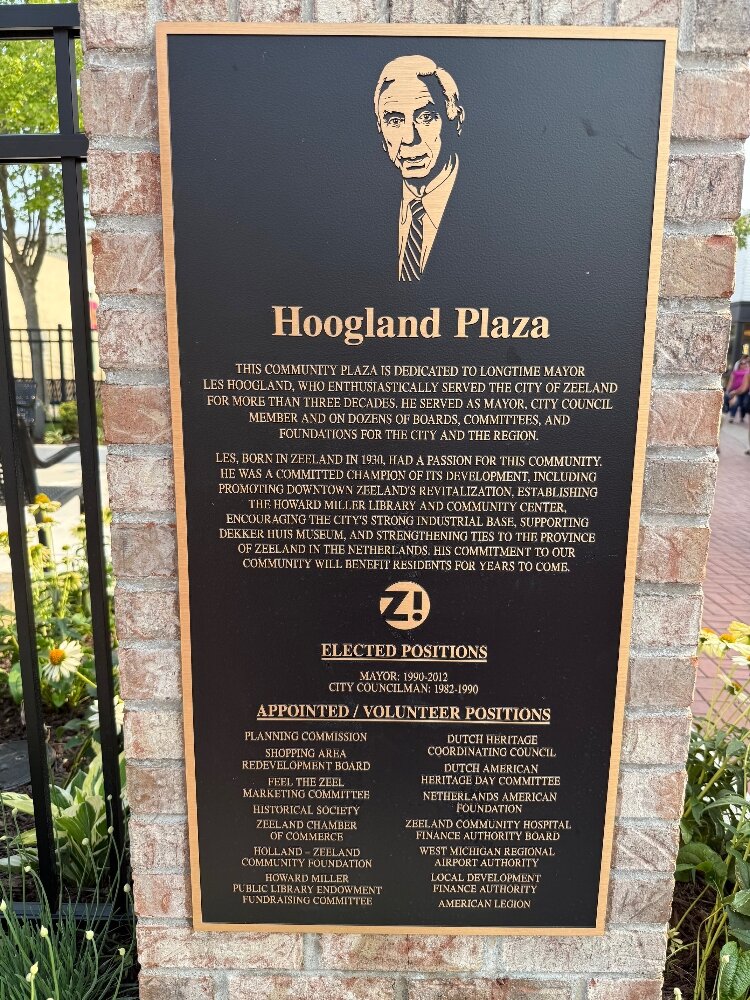 Hoogland Plaza
THIS COMMUNITY PLAZA IS DEDICATED TO LONGTIME MAYOR
LES HOOGLAND, WHO ENTHUSIASTICALLY SERVED THE CITY OF ZEELAND
FOR MORE THAN THREE DECADES. HE SERVED AS MAYOR, CITY COUNCIL
MEMBER AND ON DOZENS OF BOARDS, COMMITTEES, AND
FOUNDATIONS FOR THE CITY AND THE REGION.
LES, BORN IN ZEELAND IN 1930, HAD A PASSION FOR THIS COMMUNITY.
HE WAS A COMMITTED CHAMPION OF ITS DEVELOPMENT, INCLUDING
PROMOTING DOWNTOWN ZEELAND'S REVITALIZATION, ESTABLISHING
THE HOWARD MILLER LIBRARY AND COMMUNITY CENTER,
ENCOURAGING THE CITY'S STRONG INDUSTRIAL BASE, SUPPORTING
DEKKER HUIS MUSEUM, AND STRENGTHENING TIES TO THE PROVINCE
OF ZEELAND IN THE NETHERLANDS. HIS COMMITMENT TO OUR
COMMUNITY WILL BENEFIT RESIDENTS FOR YEARS TO COME.
Z!
ELECTED POSITIONS
MAYOR: 1990-2012
CITY COUNCILMAN: 1982-1990
APPOINTED / VOLUNTEER POSITIONS
PLANNING COMMISSION
SHOPPING AREA
REDEVELOPMENT BOARD
FEEL THE ZEEL
MARKETING COMMITTEE
HISTORICAL SOCIETY
ZEELAND CHAMBER
OF COMMERCE
HOLLAND – ZEELAND
COMMUNITY FOUNDATION
HOWARD MILLER
PUBLIC LIBRARY ENDOWMENT
FUNDRAISING COMMITTEE
DUTCH HERITAGE
COORDINATING COUNCIL
DUTCH AMERICAN
HERITAGE DAY COMMITTEE
NETHERLANDS AMERICAN
FOUNDATION
ZEELAND COMMUNITY HOSPITAL
FINANCE AUTHORITY BOARD
WEST MICHIGAN REGIONAL
AIRPORT AUTHORITY
LOCAL DEVELOPMENT
FINANCE AUTHORITY
AMERICAN LEGION